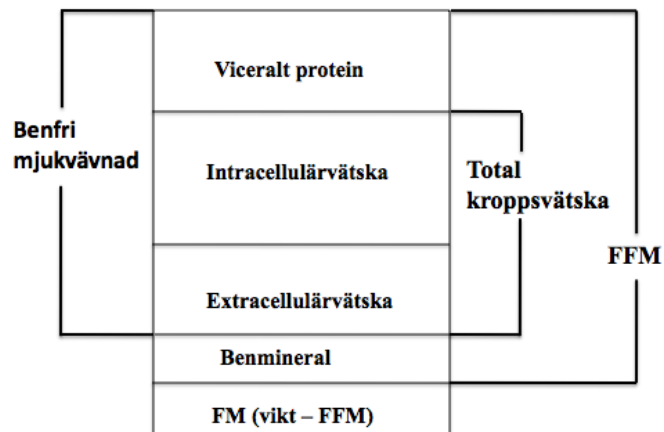 Viceralt protein
Benfri
mjukvävnad
Intracellulärvätska
Total
kroppsvätska
FFM
Extracellulärvätska
Benmineral
FM (vikt – FFM)